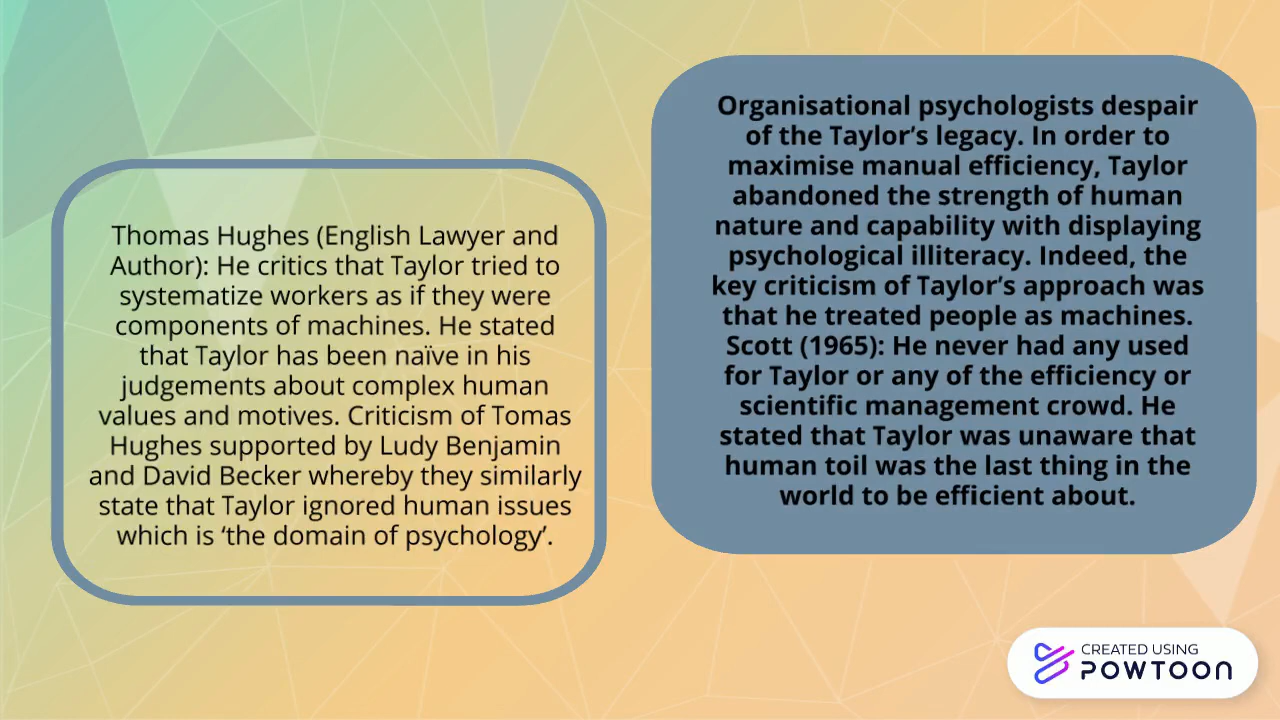 Thomas Hughes (English Lawyer and
Author): He critics that Taylor tried to
systematize workers as if they were
components of machines. He stated
that Taylor has been naïve in his
judgements about complex human
values and motives. Criticism of Tomas
Hughes supported by Ludy Benjamin
and David Becker whereby they similarly
state that Taylor ignored human issues
which is ‘the domain of psychology’.
Organisational psychologists despair
of the Taylor’s legacy. In order to
maximise manual efficiency, Taylor
abandoned the strength of human
nature and capability with displaying
psychological illiteracy. Indeed, the
key criticism of Taylor’s approach was
that he treated people as machines.
Scott (1965): He never had any used
for Taylor or any of the efficiency or
scientific management crowd. He
stated that Taylor was unaware that
human toil was the last thing in the
world to be efficient about.
CREATED USING
POWTOON